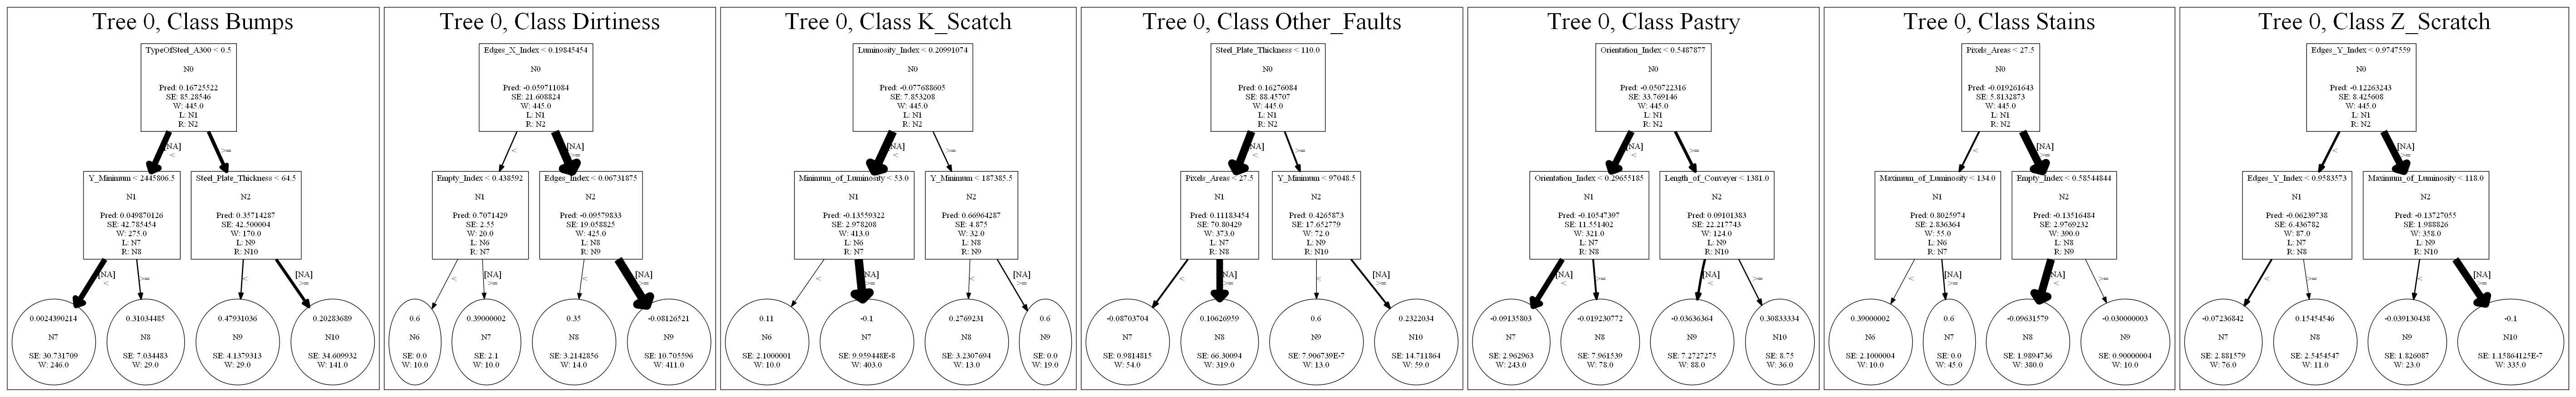 Tree 0, Class Bumps
TypeOfSteel_A300 < 0.5
N0
Pred: 0.16725522
SE: 85.28546
W: 445.0
L: N1
R: N2
[NA]
<
>=
Y_Minimum < 2445806.5
N1
Pred: 0.049870126
SE: 42.785454
W: 275.0
L: N7
R: N8
Steel_Plate_Thickness < 64.5
N2
Pred: 0.35714287
SE: 42.500004
W: 170.0
L: N9
R: N10
[NA]
<
>=
<
[NA]
>=
0.0024390214
N7
SE: 30.731709
W: 246.0
0.31034485
N8
SE: 7.034483
W: 29.0
0.47931036
N9
SE: 4.1379313
W: 29.0
0.20283689
N10
SE: 34.609932
W: 141.0
Tree 0, Class Dirtiness
Edges_X_Index < 0.19845454
N0
Pred: -0.059711084
SE: 21.608824
W: 445.0
L: N1
R: N2
<
[NA]
>=
Empty_Index < 0.438592
N1
Pred: 0.7071429
SE: 2.55
W: 20.0
L: N6
R: N7
Edges_Index < 0.06731875
N2
Pred: -0.09579833
SE: 19.058825
W: 425.0
L: N8
R: N9
<
[NA]
>=
<
[NA]
>=
0.6
N6
SE: 0.0
W: 10.0
0.39000002
N7
SE: 2.1
W: 10.0
0.35
N8
SE: 3.2142856
W: 14.0
-0.08126521
N9
SE: 10.705596
W: 411.0
Tree 0, Class K_Scatch
Luminosity_Index < 0.20991074
N0
Pred: -0.077688605
SE: 7.853208
W: 445.0
L: N1
R: N2
[NA]
<
>=
Minimum_of_Luminosity < 53.0
N1
Pred: -0.13559322
SE: 2.978208
W: 413.0
L: N6
R: N7
Y_Minimum < 187385.5
N2
Pred: 0.66964287
SE: 4.875
W: 32.0
L: N8
R: N9
<
[NA]
>=
<
[NA]
>=
0.11
N6
SE: 2.1000001
W: 10.0
-0.1
N7
SE: 9.959448E-8
W: 403.0
0.2769231
N8
SE: 3.2307694
W: 13.0
0.6
N9
SE: 0.0
W: 19.0
Tree 0, Class Other_Faults
Steel_Plate_Thickness < 110.0
N0
Pred: 0.16276084
SE: 88.45707
W: 445.0
L: N1
R: N2
[NA]
<
>=
Pixels_Areas < 27.5
N1
Pred: 0.11183454
SE: 70.80429
W: 373.0
L: N7
R: N8
Y_Minimum < 97048.5
N2
Pred: 0.4265873
SE: 17.652779
W: 72.0
L: N9
R: N10
<
[NA]
>=
<
[NA]
>=
-0.08703704
N7
SE: 0.9814815
W: 54.0
0.10626959
N8
SE: 66.30094
W: 319.0
0.6
N9
SE: 7.906739E-7
W: 13.0
0.2322034
N10
SE: 14.711864
W: 59.0
Tree 0, Class Pastry
Orientation_Index < 0.5487877
N0
Pred: -0.050722316
SE: 33.769146
W: 445.0
L: N1
R: N2
[NA]
<
>=
Orientation_Index < 0.29655185
N1
Pred: -0.10547397
SE: 11.551402
W: 321.0
L: N7
R: N8
Length_of_Conveyer < 1381.0
N2
Pred: 0.09101383
SE: 22.217743
W: 124.0
L: N9
R: N10
[NA]
<
>=
[NA]
<
>=
-0.09135803
N7
SE: 2.962963
W: 243.0
-0.019230772
N8
SE: 7.961539
W: 78.0
-0.03636364
N9
SE: 7.2727275
W: 88.0
0.30833334
N10
SE: 8.75
W: 36.0
Tree 0, Class Stains
Pixels_Areas < 27.5
N0
Pred: -0.019261643
SE: 5.8132873
W: 445.0
L: N1
R: N2
<
[NA]
>=
Maximum_of_Luminosity < 134.0
N1
Pred: 0.8025974
SE: 2.836364
W: 55.0
L: N6
R: N7
Empty_Index < 0.58544844
N2
Pred: -0.13516484
SE: 2.9769232
W: 390.0
L: N8
R: N9
<
[NA]
>=
[NA]
<
>=
0.39000002
N6
SE: 2.1000004
W: 10.0
0.6
N7
SE: 0.0
W: 45.0
-0.09631579
N8
SE: 1.9894736
W: 380.0
-0.03000003
N9
SE: 0.90000004
W: 10.0
Tree 0, Class Z_Scratch
Edges_Y_Index < 0.9747559
N0
Pred: -0.12263243
SE: 8.425608
W: 445.0
L: N1
R: N2
<
[NA]
>=
Edges_Y_Index < 0.9583573
N1
Pred: -0.06239738
SE: 6.436782
W: 87.0
L: N7
R: N8
Maximum_of_Luminosity < 118.0
N2
Pred: -0.13727055
SE: 1.988826
W: 358.0
L: N9
R: N10
[NA]
<
>=
<
[NA]
>=
-0.07236842
N7
SE: 2.881579
W: 76.0
0.15454546
N8
SE: 2.5454547
W: 11.0
-0.039130438
N9
SE: 1.826087
W: 23.0
-0.1
N10
SE: 1.15864125E-7
W: 335.0